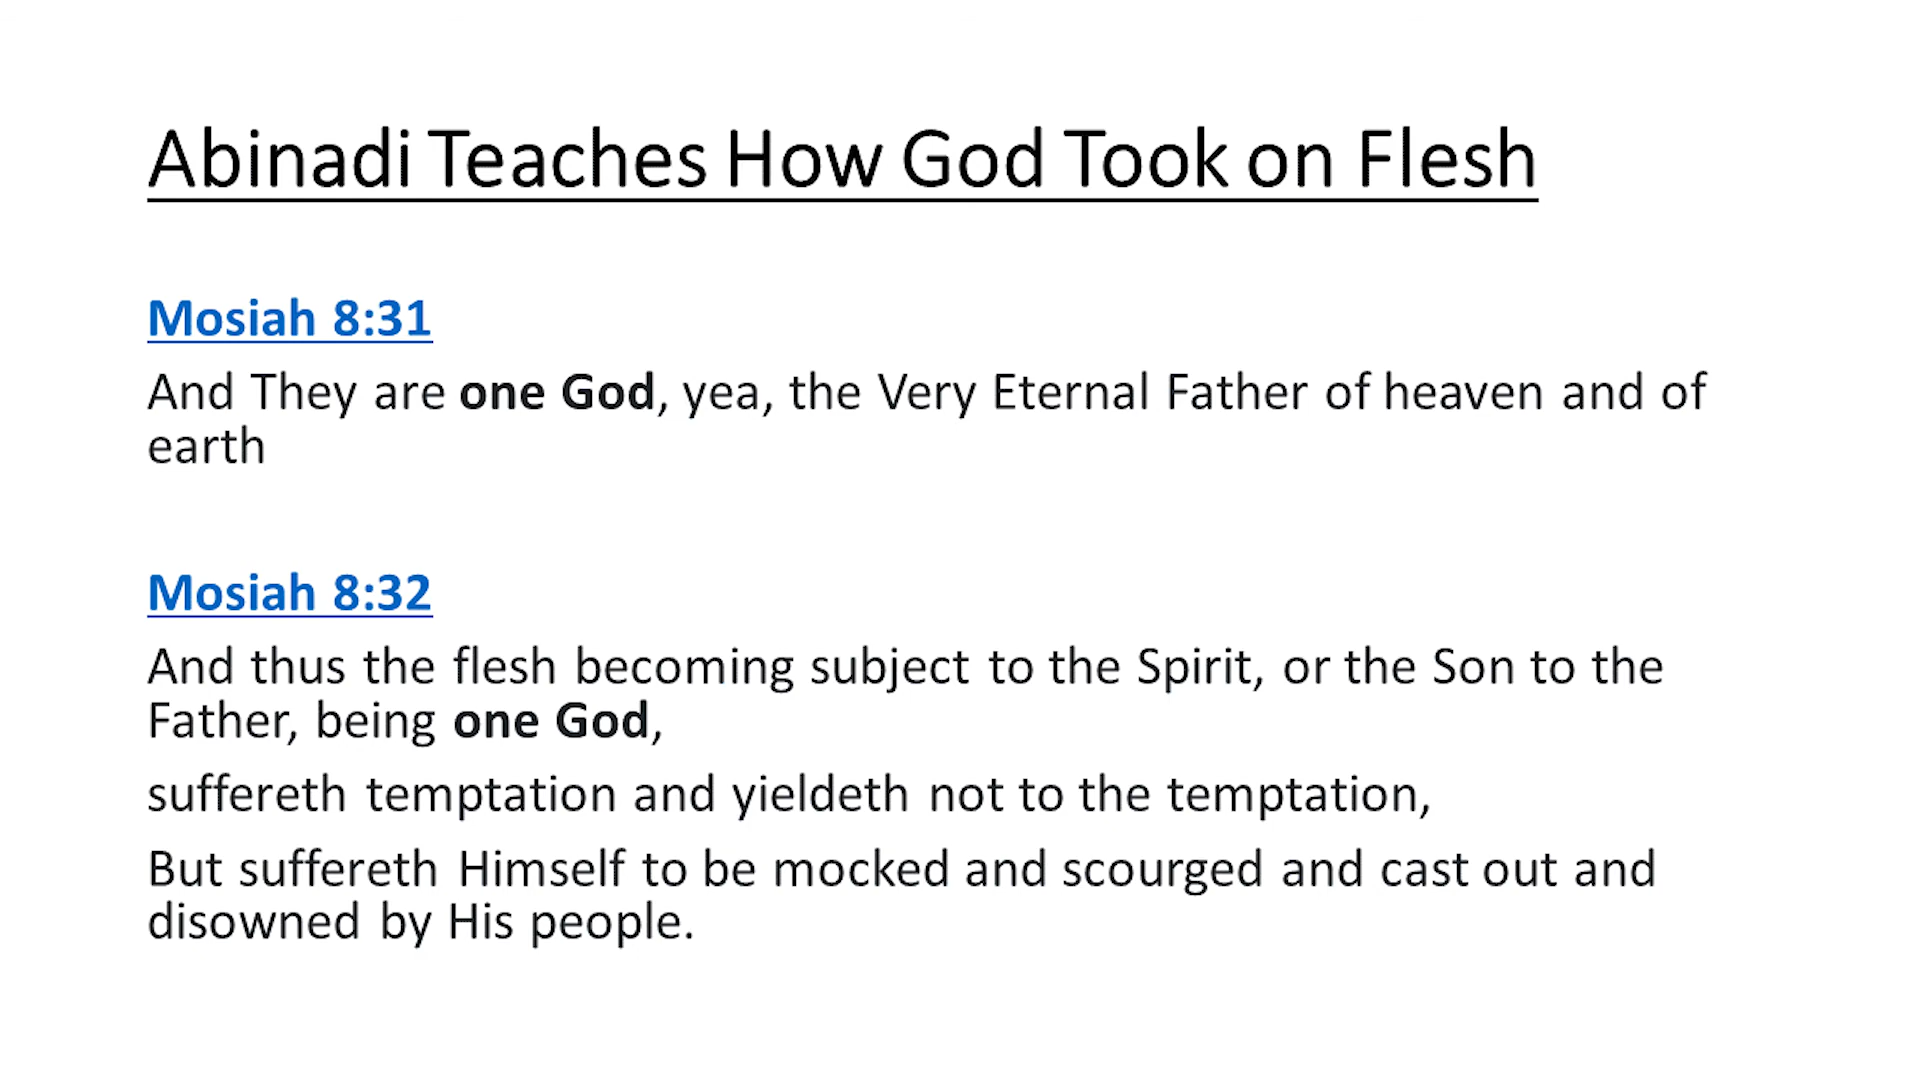 Abinadi Teaches How God Took on Flesh
Mosiah 8:31
And They are one God, yea, the Very Eternal Father of heaven and of
earth
Mosiah 8:32
And thus the flesh becoming subject to the Spirit, or the Son to the
Father, being one God,
suffereth temptation and yieldeth not to the temptation,
But suffereth Himself to be mocked and scourged and cast out and
disowned by His people.